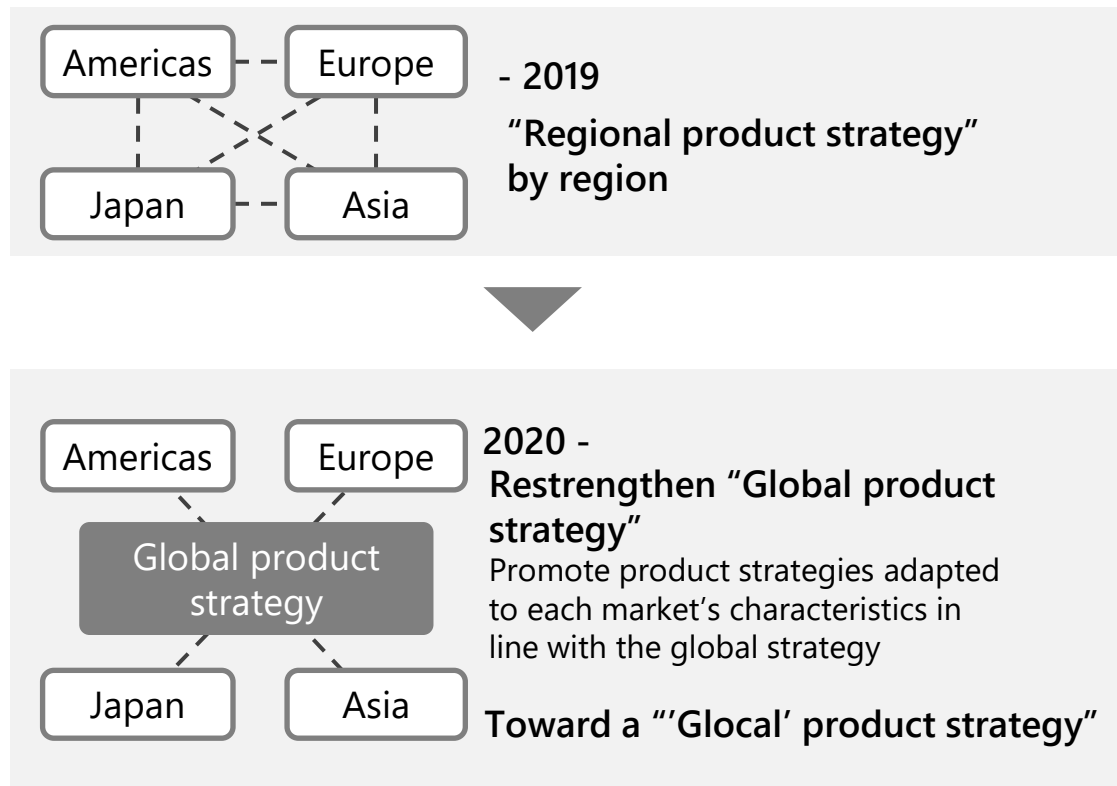 Americas
Europe
Japan
Asia
- 2019
“Regional product strategy”
by region
Americas
Europe
Global product
strategy
Japan
Asia
2020 -
Restrengthen “Global product
strategy”
Promote product strategies adapted
to each market’s characteristics in
line with the global strategy
Toward a “’Glocal’ product strategy”